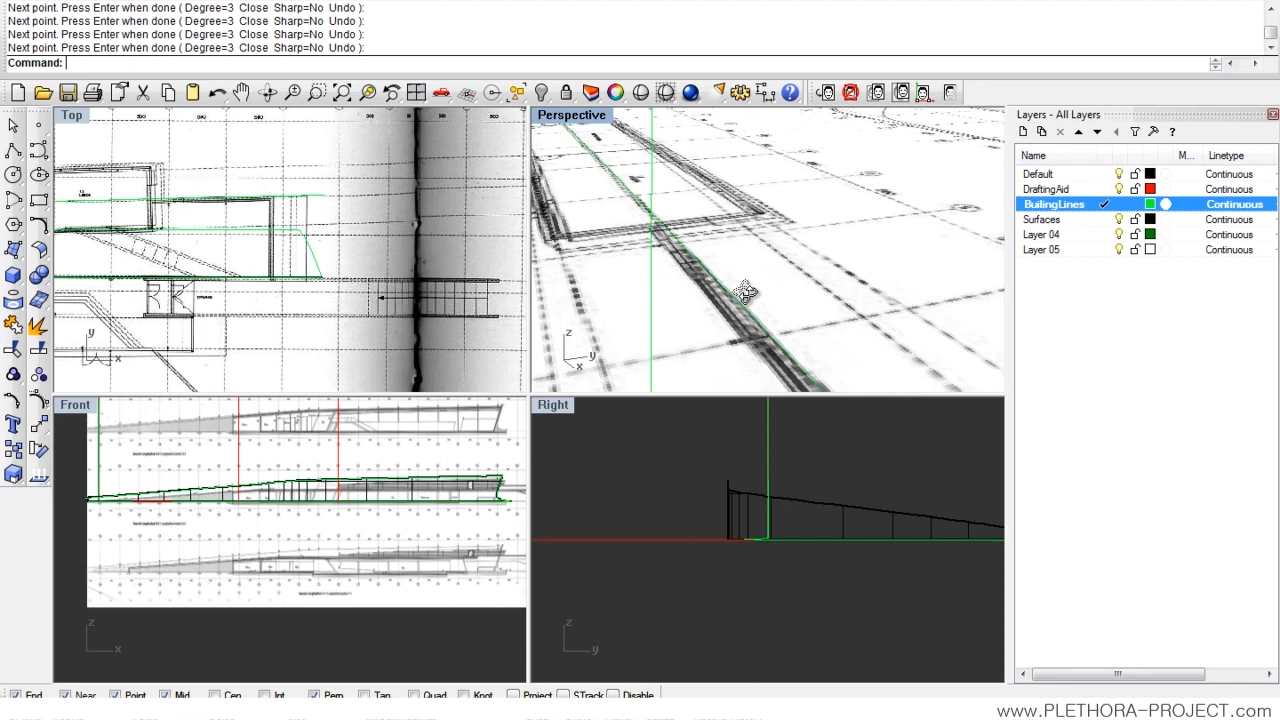 Next point. Press Enter when done ( Degree=3 Close Sharp=No Undo ):
Next point. Press Enter when done ( Degree=3 Close Sharp=No Undo ):
Next point. Press Enter when done ( Degree=3 Close Sharp=No Undo ):
Next point. Press Enter when done ( Degree=3 Close Sharp=No Undo ):
Command:
Top
Perspective
Layers - All Layers
Name M... Linetype
Default Continuous
DraftingAid Continuous
BuilingLines Continuous
Surfaces Continuous
Layer 04 Continuous
Layer 05 Continuous
y
x
z
y
x
Front
Right
z
x
z
y
End Near Point Mid Cen Int Perp Tan Quad Knot Project STrack Disable
www.PLETHORA-PROJECT.com